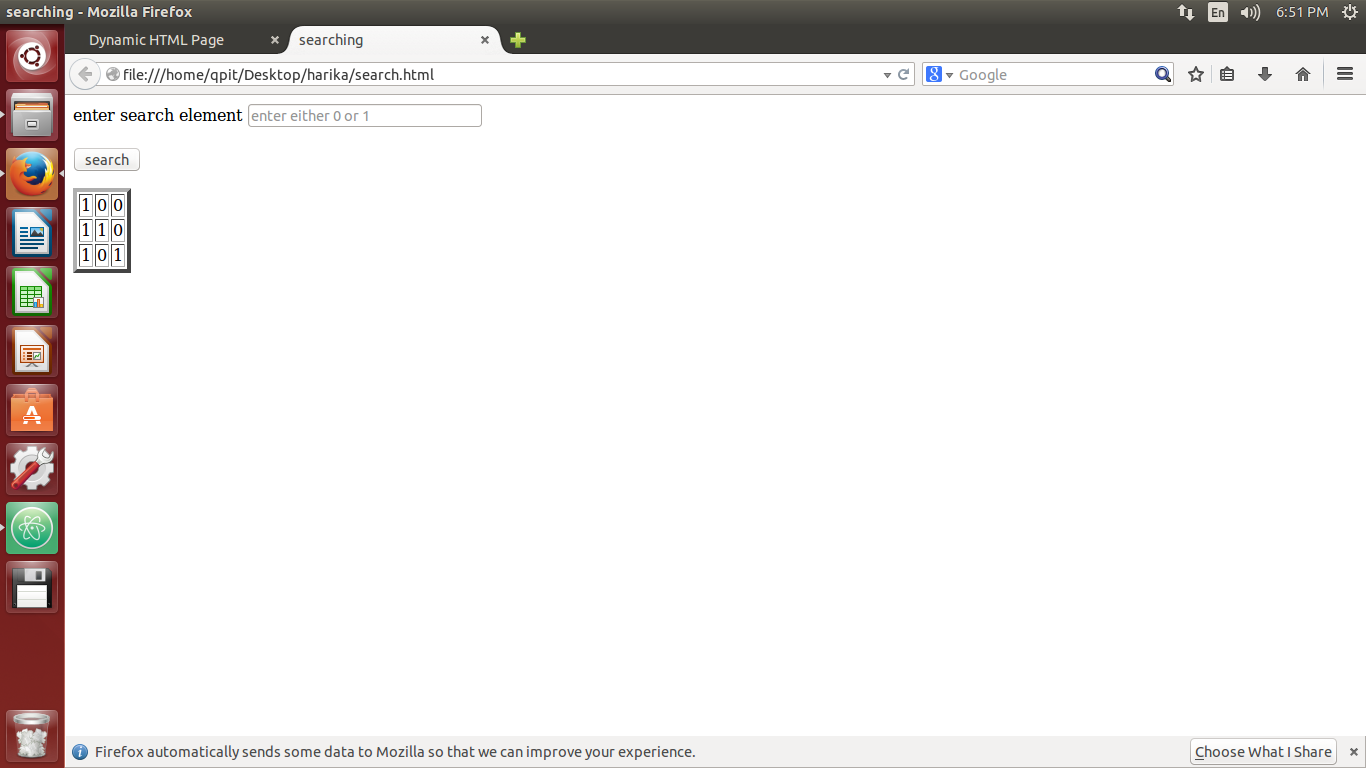 searching - Mozilla Firefox
En
6:51 PM
Dynamic HTML Page
searching
file:///home/qpit/Desktop/harika/search.html
8
Google
enter search element
enter either 0 or 1
search
1 0 0
1 1 0
1 0 1
Firefox automatically sends some data to Mozilla so that we can improve your experience.
Choose What I Share